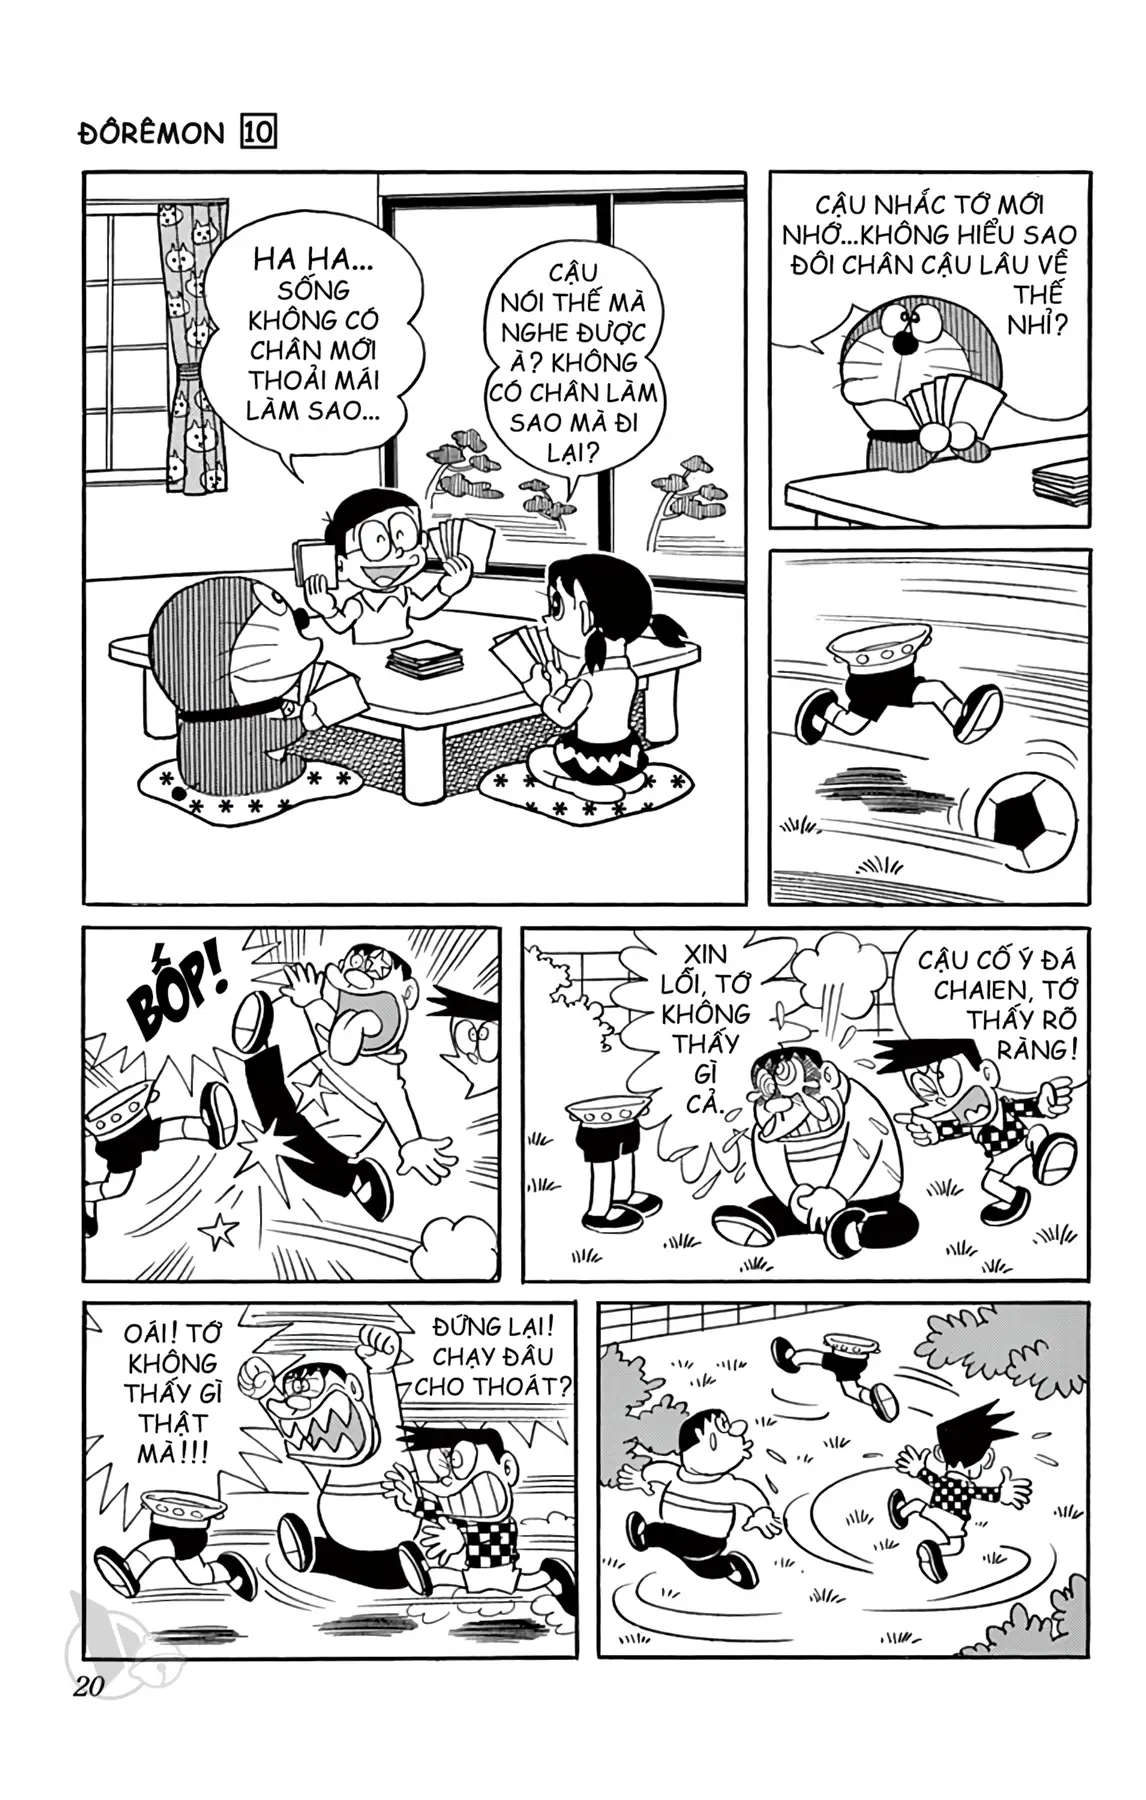 ĐÔRÊMON 10
HA HA...
SỐNG
KHÔNG CÓ
CHÂN MỚI
THOẢI MÁI
LÀM SAO...
CẬU
NÓI THẾ MÀ
NGHE ĐƯỢC
À? KHÔNG
CÓ CHÂN LÀM
SAO MÀ ĐI
LẠI?
CẬU NHẮC TỚ MỚI
NHỚ...KHÔNG HIỂU SAO
ĐÔI CHÂN CẬU LÂU VỀ
THẾ
NHỈ?
BỐP!
XIN
LỖI, TỚ
KHÔNG
THẤY
GÌ
CẢ.
CẬU CỐ Ý ĐÁ
CHAIEN, TỚ
THẤY RÕ
RÀNG!
OÁI! TỚ
KHÔNG
THẤY GÌ
THẬT
MÀ!!!
ĐỨNG LẠI!
CHẠY ĐÂU
CHO THOÁT?
20